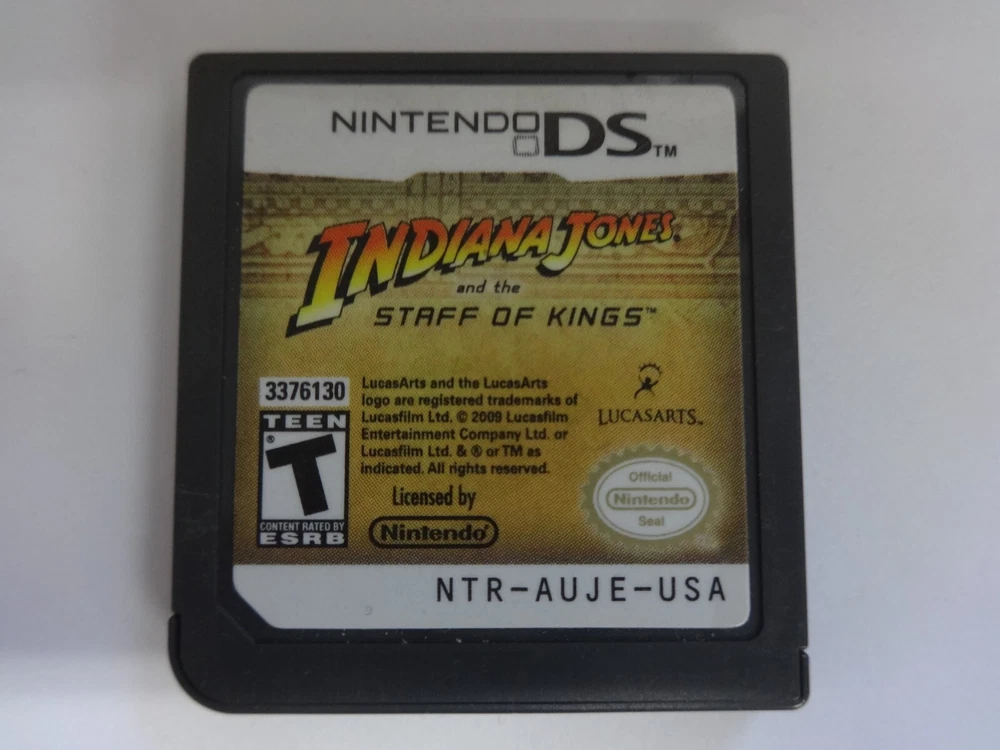 NINTENDO DS™
INDIANA JONES®
and the
STAFF OF KINGS™
3376130
TEEN
®
T
CONTENT RATED BY
ESRB
LucasArts and the LucasArts
logo are registered trademarks of
Lucasfilm Ltd. © 2009 Lucasfilm
Entertainment Company Ltd. or
Lucasfilm Ltd. & ® or TM as
indicated. All rights reserved.
Licensed by
Nintendo®
LUCASARTS™
Official
Nintendo
Seal
NTR-AUJE-USA
9